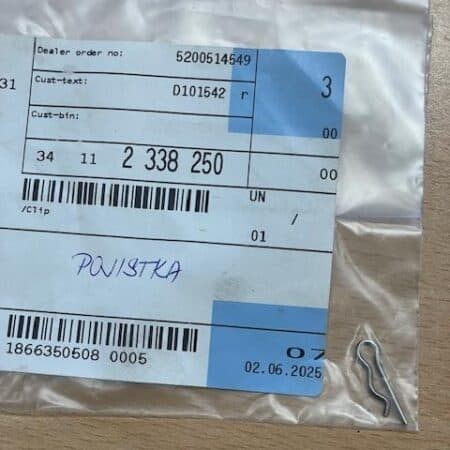 Dealer order no: 5200514549
31 Cust-text: D101542 r 3
Cust-bin: 00
34 11 2 338 250 00
UN
/Clip /
01
POJISTKA
07
1866350508 0005 02.06.2025